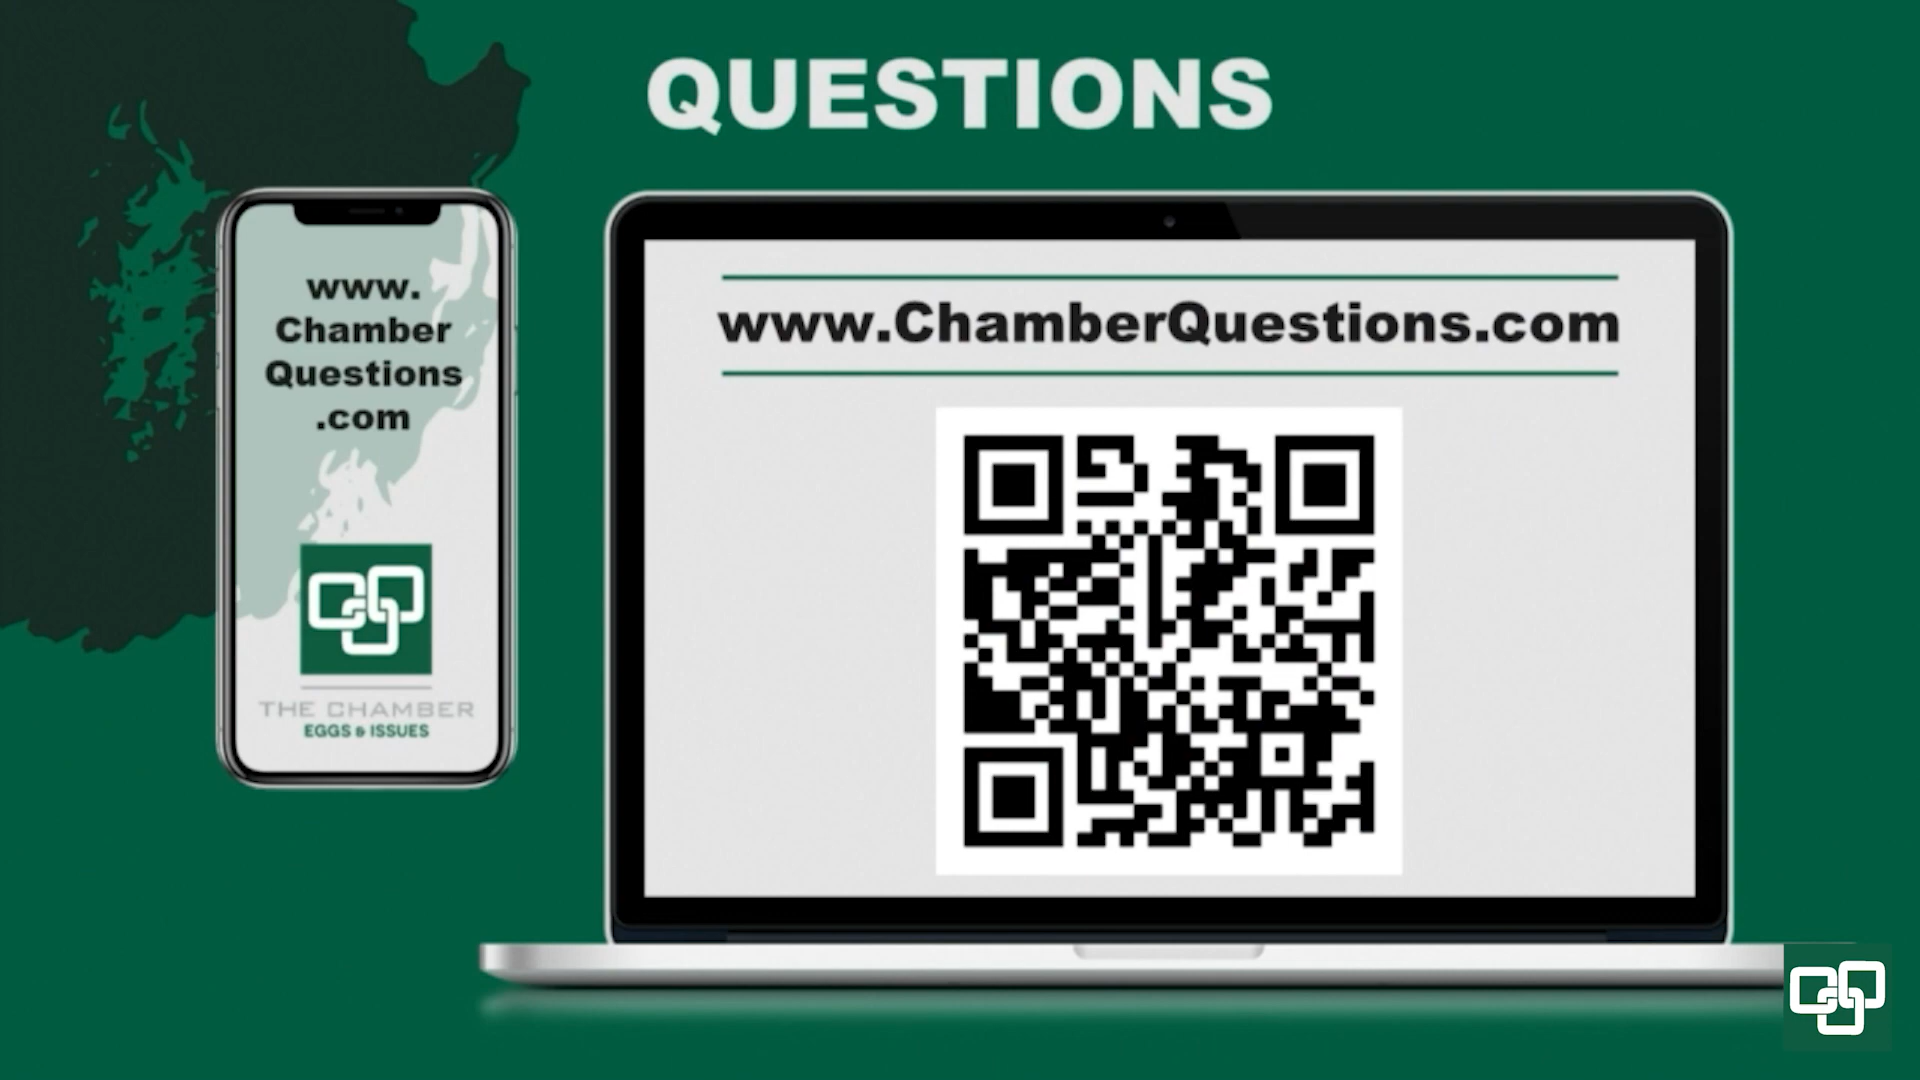 QUESTIONS
www.
Chamber
Questions
.com
THE CHAMBER
EGGS & ISSUES
www.ChamberQuestions.com